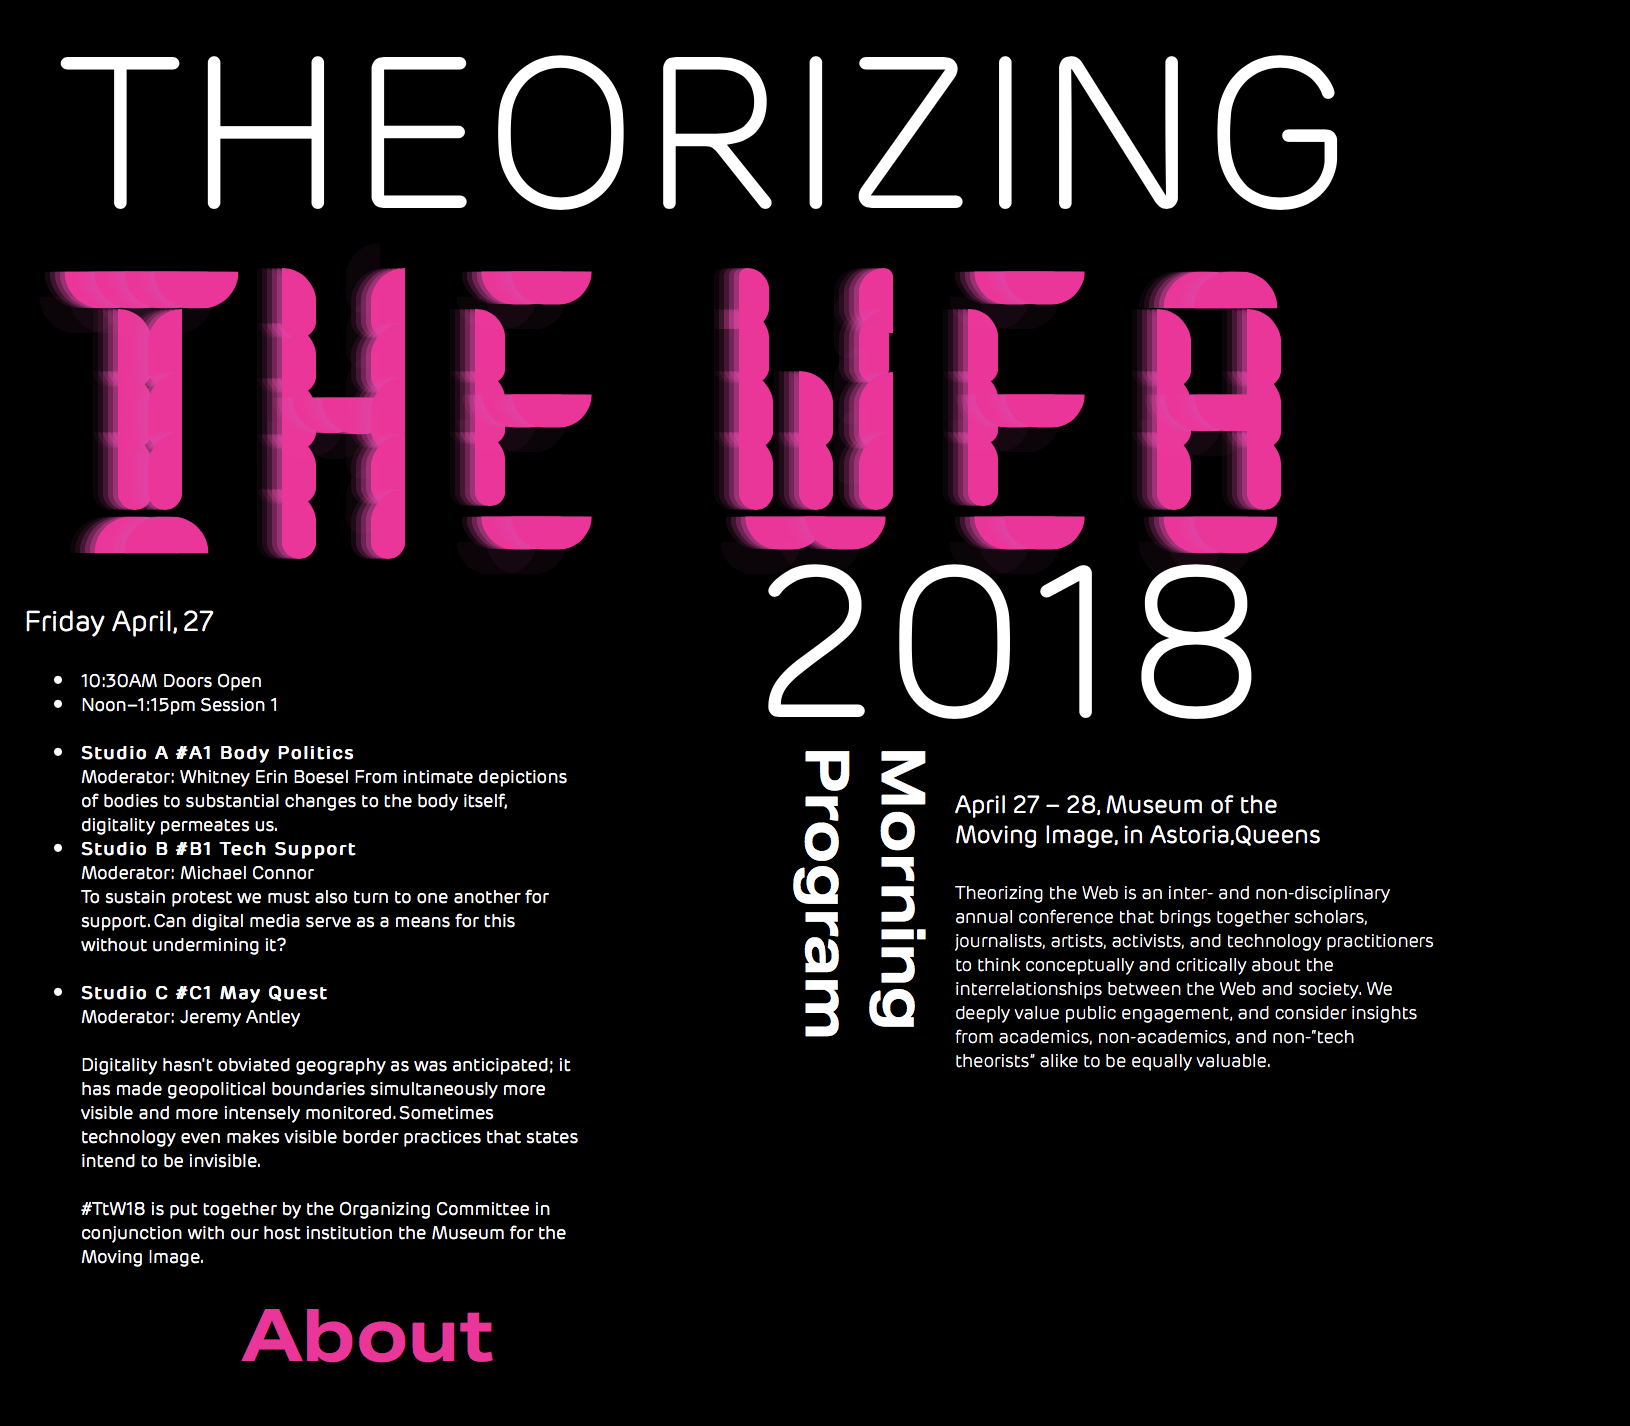 THEORIZING
THE WEB
2018
Friday April, 27
• 10:30AM Doors Open
• Noon–1:15pm Session 1
• Studio A #A1 Body Politics
Moderator: Whitney Erin Boesel From intimate depictions
of bodies to substantial changes to the body itself,
digitality permeates us.
• Studio B #B1 Tech Support
Moderator: Michael Connor
To sustain protest we must also turn to one another for
support. Can digital media serve as a means for this
without undermining it?
• Studio C #C1 May Quest
Moderator: Jeremy Antley
Digitality hasn't obviated geography as was anticipated; it
has made geopolitical boundaries simultaneously more
visible and more intensely monitored. Sometimes
technology even makes visible border practices that states
intend to be invisible.
#TtW18 is put together by the Organizing Committee in
conjunction with our host institution the Museum for the
Moving Image.
About
Morning
Program
April 27 – 28, Museum of the
Moving Image, in Astoria,Queens
Theorizing the Web is an inter- and non-disciplinary
annual conference that brings together scholars,
journalists, artists, activists, and technology practitioners
to think conceptually and critically about the
interrelationships between the Web and society. We
deeply value public engagement, and consider insights
from academics, non-academics, and non-"tech
theorists" alike to be equally valuable.